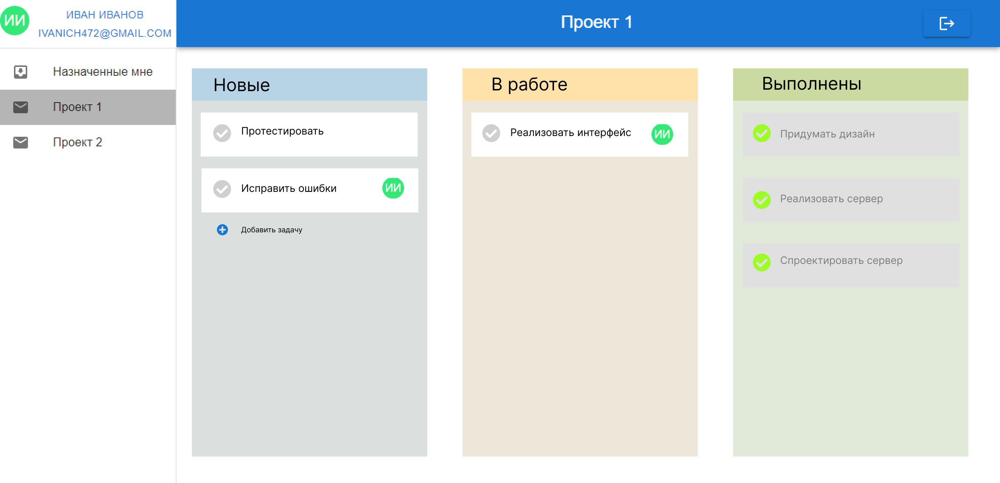 ИИ
ИВАН ИВАНОВ
IVANICH472@GMAIL.COM
Назначенные мне
Проект 1
Проект 2
Проект 1
Новые
Протестировать
Исправить ошибки
ИИ
Добавить задачу
В работе
Реализовать интерфейс
ИИ
Выполнены
Придумать дизайн
Реализовать сервер
Спроектировать сервер